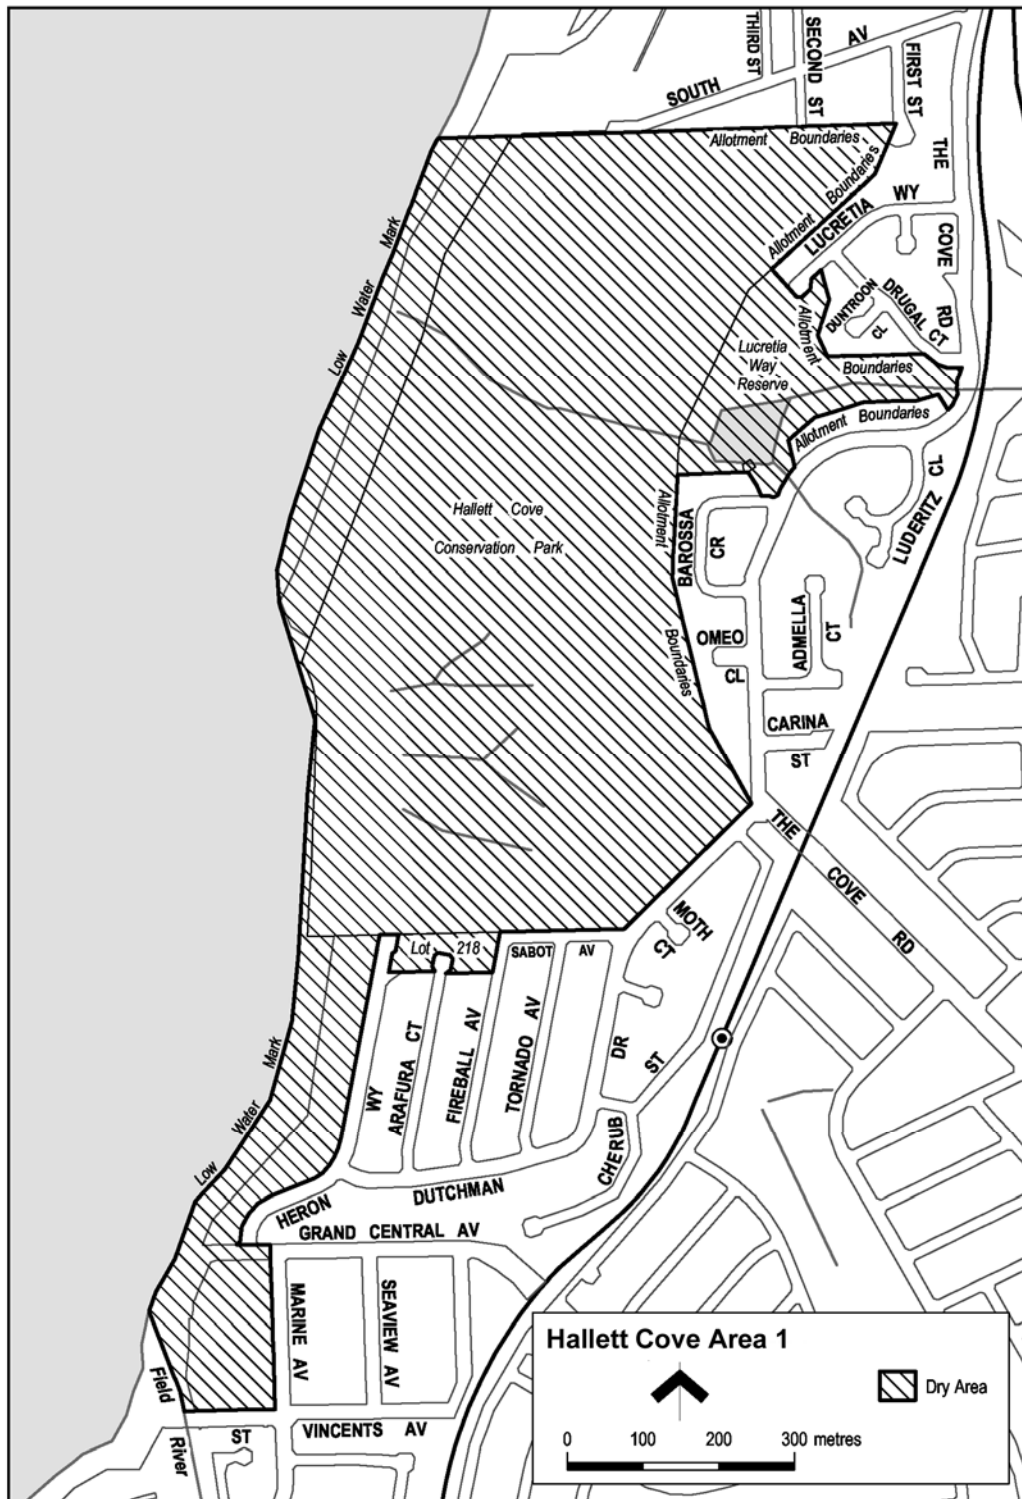 THIRD ST
SECOND ST
SOUTH AV
FIRST ST
THE COVE RD
Allotment Boundaries
Allotment Boundaries
LUCRETIA WY
Low Water Mark
DUNTROON CL
DRUGAL CT
Allotment Boundaries
Lucretia
Way
Reserve
Allotment Boundaries
LUDERITZ CL
Hallett Cove
Conservation Park
Allotment Boundaries
BAROSSA CR
OMEO CL
ADMELLA CT
CARINA ST
THE COVE RD
MOTH CT
Lot 218
SABOT AV
Low Water Mark
WY
ARAFURA CT
FIREBALL AV
TORNADO AV
DR
ST
CHERUB
HERON
DUTCHMAN
GRAND CENTRAL AV
MARINE AV
SEAVIEW AV
Field River
ST VINCENTS AV
Hallett Cove Area 1
Dry Area
0 100 200 300 metres